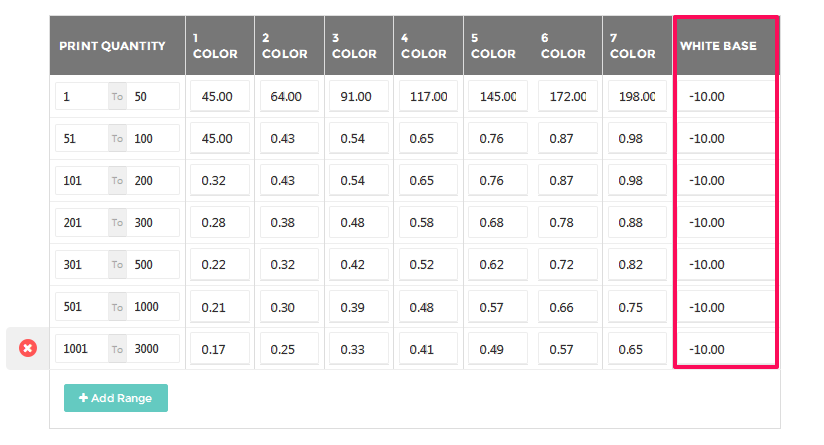 PRINT QUANTITY 1 COLOR 2 COLOR 3 COLOR 4 COLOR 5 COLOR 6 COLOR 7 COLOR WHITE BASE
1 To 50 45.00 64.00 91.00 117.00 145.00 172.00 198.00 -10.00
51 To 100 45.00 0.43 0.54 0.65 0.76 0.87 0.98 -10.00
101 To 200 0.32 0.43 0.54 0.65 0.76 0.87 0.98 -10.00
201 To 300 0.28 0.38 0.48 0.58 0.68 0.78 0.88 -10.00
301 To 500 0.22 0.32 0.42 0.52 0.62 0.72 0.82 -10.00
501 To 1000 0.21 0.30 0.39 0.48 0.57 0.66 0.75 -10.00
1001 To 3000 0.17 0.25 0.33 0.41 0.49 0.57 0.65 -10.00
+ Add Range